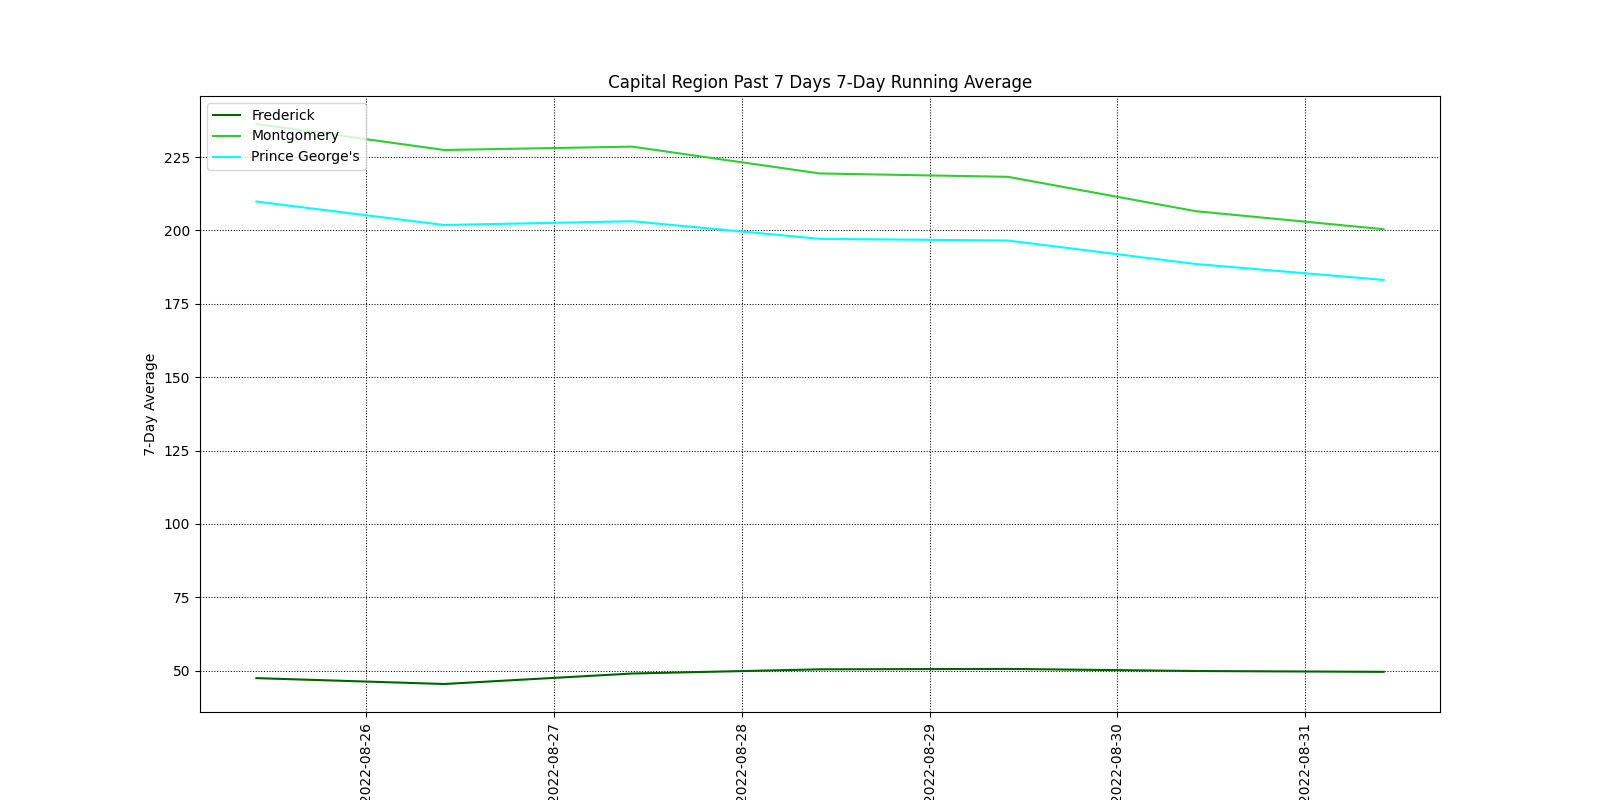 Capital Region Past 7 Days 7-Day Running Average
Frederick
Montgomery
Prince George's
225
200
175
150
125
100
75
50
7-Day Average
2022-08-26
2022-08-27
2022-08-28
2022-08-29
2022-08-30
2022-08-31